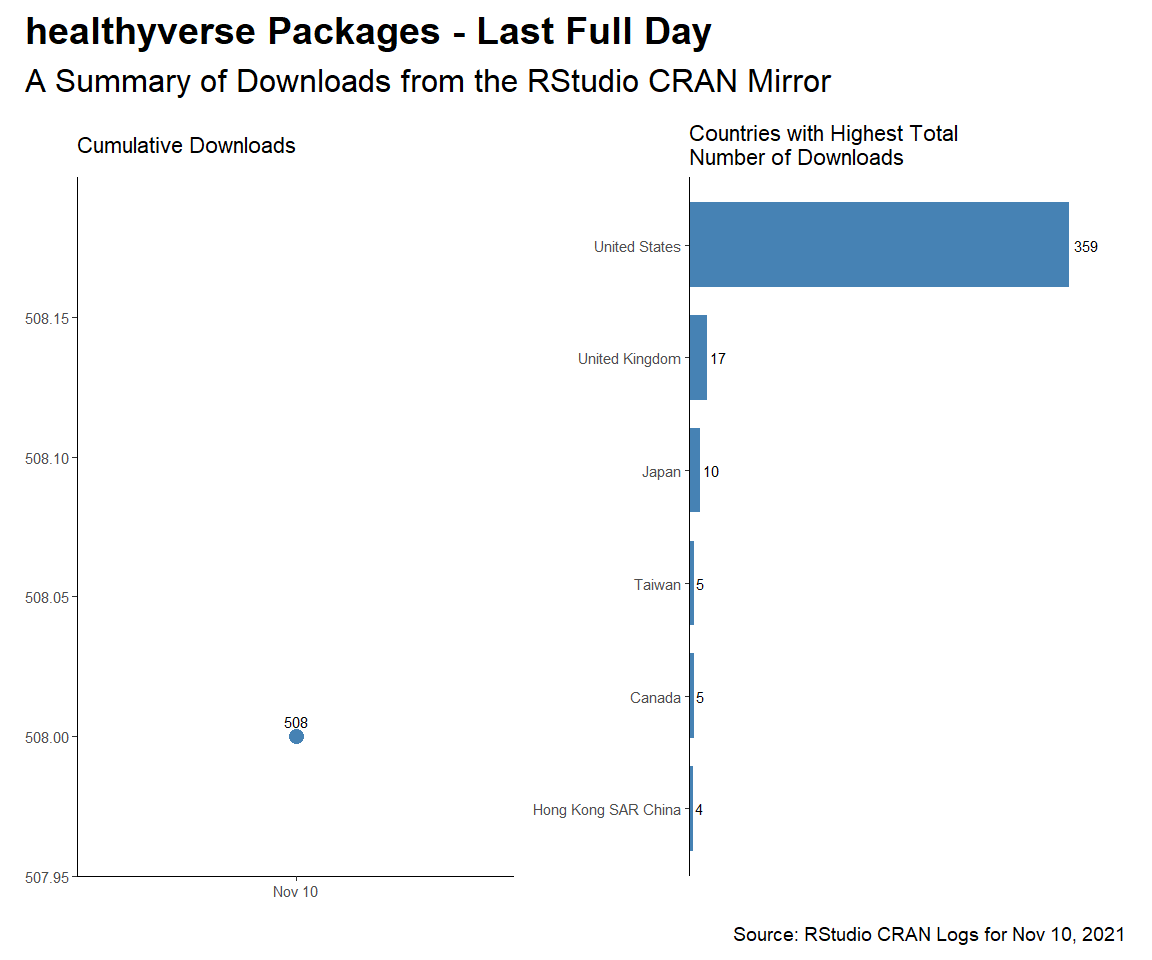 healthyverse Packages - Last Full Day
A Summary of Downloads from the RStudio CRAN Mirror
Cumulative Downloads
508.15
508.10
508.05
508.00
507.95
508
Nov 10
Countries with Highest Total
Number of Downloads
United States
359
United Kingdom
17
Japan
10
Taiwan
5
Canada
5
Hong Kong SAR China
4
Source: RStudio CRAN Logs for Nov 10, 2021